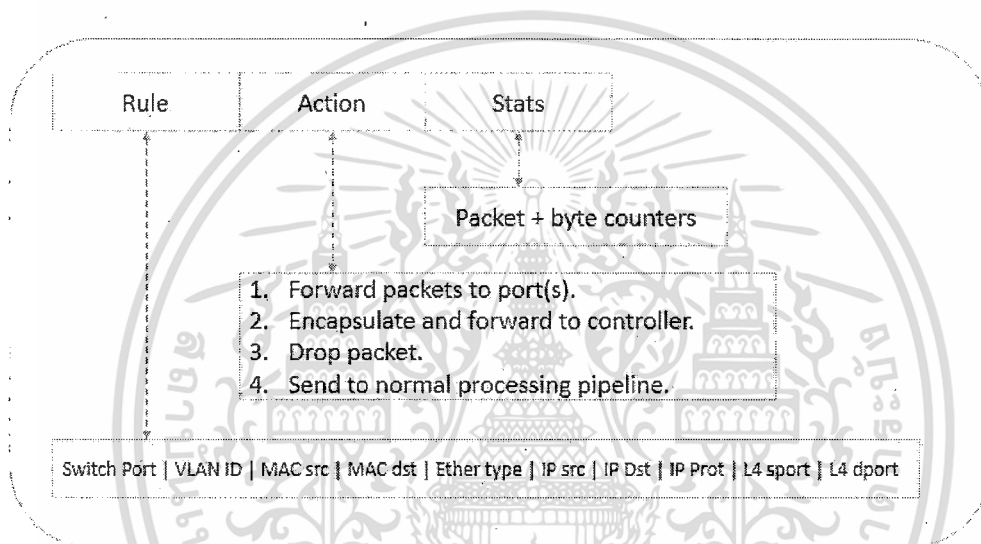 Rule Action Stats
Packet + byte counters
1. Forward packets to port(s).
2. Encapsulate and forward to controller.
3. Drop packet.
4. Send to normal processing pipeline.
Switch Port | VLAN ID | MAC src | MAC dst | Ether type | IP src | IP Dst | IP Prot | L4 sport | L4 dport